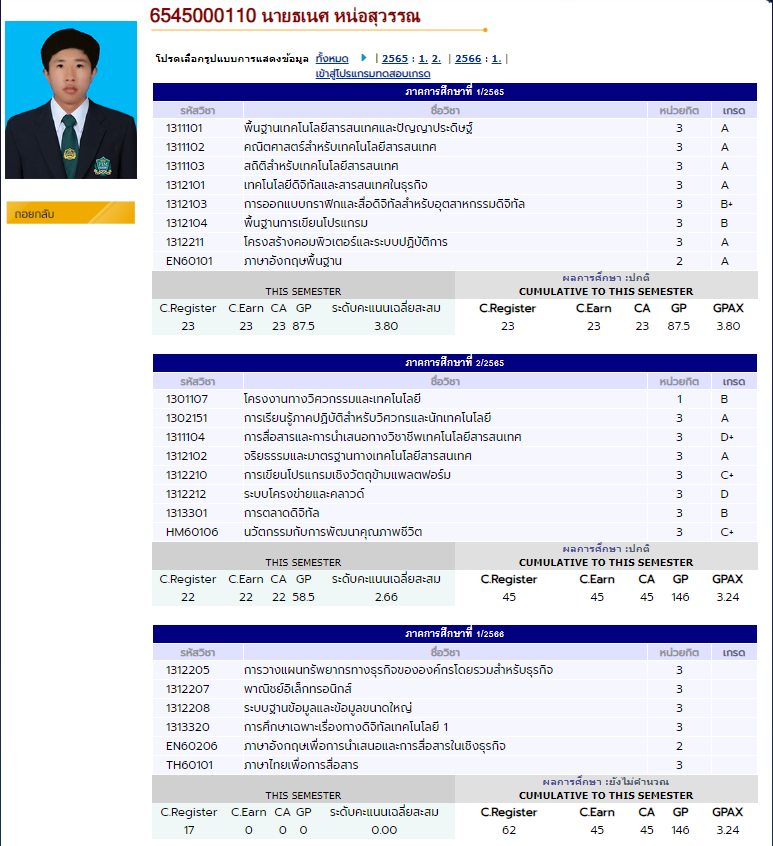 6545000110 นายธเนศ หน่อสุวรรณ
โปรดเลือกรูปแบบการแสดงข้อมูล ทั้งหมด | 2565 : 1. 2. | 2566 : 1. |
เข้าสู่โปรแกรมทดสอบเกรด
ถอยกลับ
ภาคการศึกษาที่ 1/2565
รหัสวิชา ชื่อวิชา หน่วยกิต เกรด
1311101 พื้นฐานเทคโนโลยีสารสนเทศและปัญญาประดิษฐ์ 3 A
1311102 คณิตศาสตร์สำหรับเทคโนโลยีสารสนเทศ 3 A
1311103 สถิติสำหรับเทคโนโลยีสารสนเทศ 3 A
1312101 เทคโนโลยีดิจิทัลและสารสนเทศในธุรกิจ 3 A
1312103 การออกแบบกราฟิกและสื่อดิจิทัลสำหรับอุตสาหกรรมดิจิทัล 3 B+
1312104 พื้นฐานการเขียนโปรแกรม 3 B
1312211 โครงสร้างคอมพิวเตอร์และระบบปฏิบัติการ 3 A
EN60101 ภาษาอังกฤษพื้นฐาน 2 A
ผลการศึกษา :ปกติ
THIS SEMESTER CUMULATIVE TO THIS SEMESTER
C.Register C.Earn CA GP ระดับคะแนนเฉลี่ยสะสม C.Register C.Earn CA GP GPAX
23 23 23 87.5 3.80 23 23 23 87.5 3.80
ภาคการศึกษาที่ 2/2565
รหัสวิชา ชื่อวิชา หน่วยกิต เกรด
1301107 โครงงานทางวิศวกรรมและเทคโนโลยี 1 B
1302151 การเรียนรู้ภาคปฏิบัติสำหรับวิศวกรและนักเทคโนโลยี 3 A
1311104 การสื่อสารและการนำเสนอทางวิชาชีพเทคโนโลยีสารสนเทศ 3 D+
1312102 จริยธรรมและมาตรฐานทางเทคโนโลยีสารสนเทศ 3 A
1312210 การเขียนโปรแกรมเชิงวัตถุข้ามแพลตฟอร์ม 3 C+
1312212 ระบบโครงข่ายและคลาวด์ 3 D
1313301 การตลาดดิจิทัล 3 B
HM60106 นวัตกรรมกับการพัฒนาคุณภาพชีวิต 3 C+
ผลการศึกษา :ปกติ
THIS SEMESTER CUMULATIVE TO THIS SEMESTER
C.Register C.Earn CA GP ระดับคะแนนเฉลี่ยสะสม C.Register C.Earn CA GP GPAX
22 22 22 58.5 2.66 45 45 45 146 3.24
ภาคการศึกษาที่ 1/2566
รหัสวิชา ชื่อวิชา หน่วยกิต เกรด
1312205 การวางแผนทรัพยากรทางธุรกิจขององค์กรโดยรวมสำหรับธุรกิจ 3
1312207 พาณิชย์อิเล็กทรอนิกส์ 3
1312208 ระบบฐานข้อมูลและข้อมูลขนาดใหญ่ 3
1313320 การศึกษาเฉพาะเรื่องทางดิจิทัลเทคโนโลยี 1 3
EN60206 ภาษาอังกฤษเพื่อการนำเสนอและการสื่อสารในเชิงธุรกิจ 2
TH60101 ภาษาไทยเพื่อการสื่อสาร 3
ผลการศึกษา :ยังไม่คำนวณ
THIS SEMESTER CUMULATIVE TO THIS SEMESTER
C.Register C.Earn CA GP ระดับคะแนนเฉลี่ยสะสม C.Register C.Earn CA GP GPAX
17 0 0 0 0.00 62 45 45 146 3.24